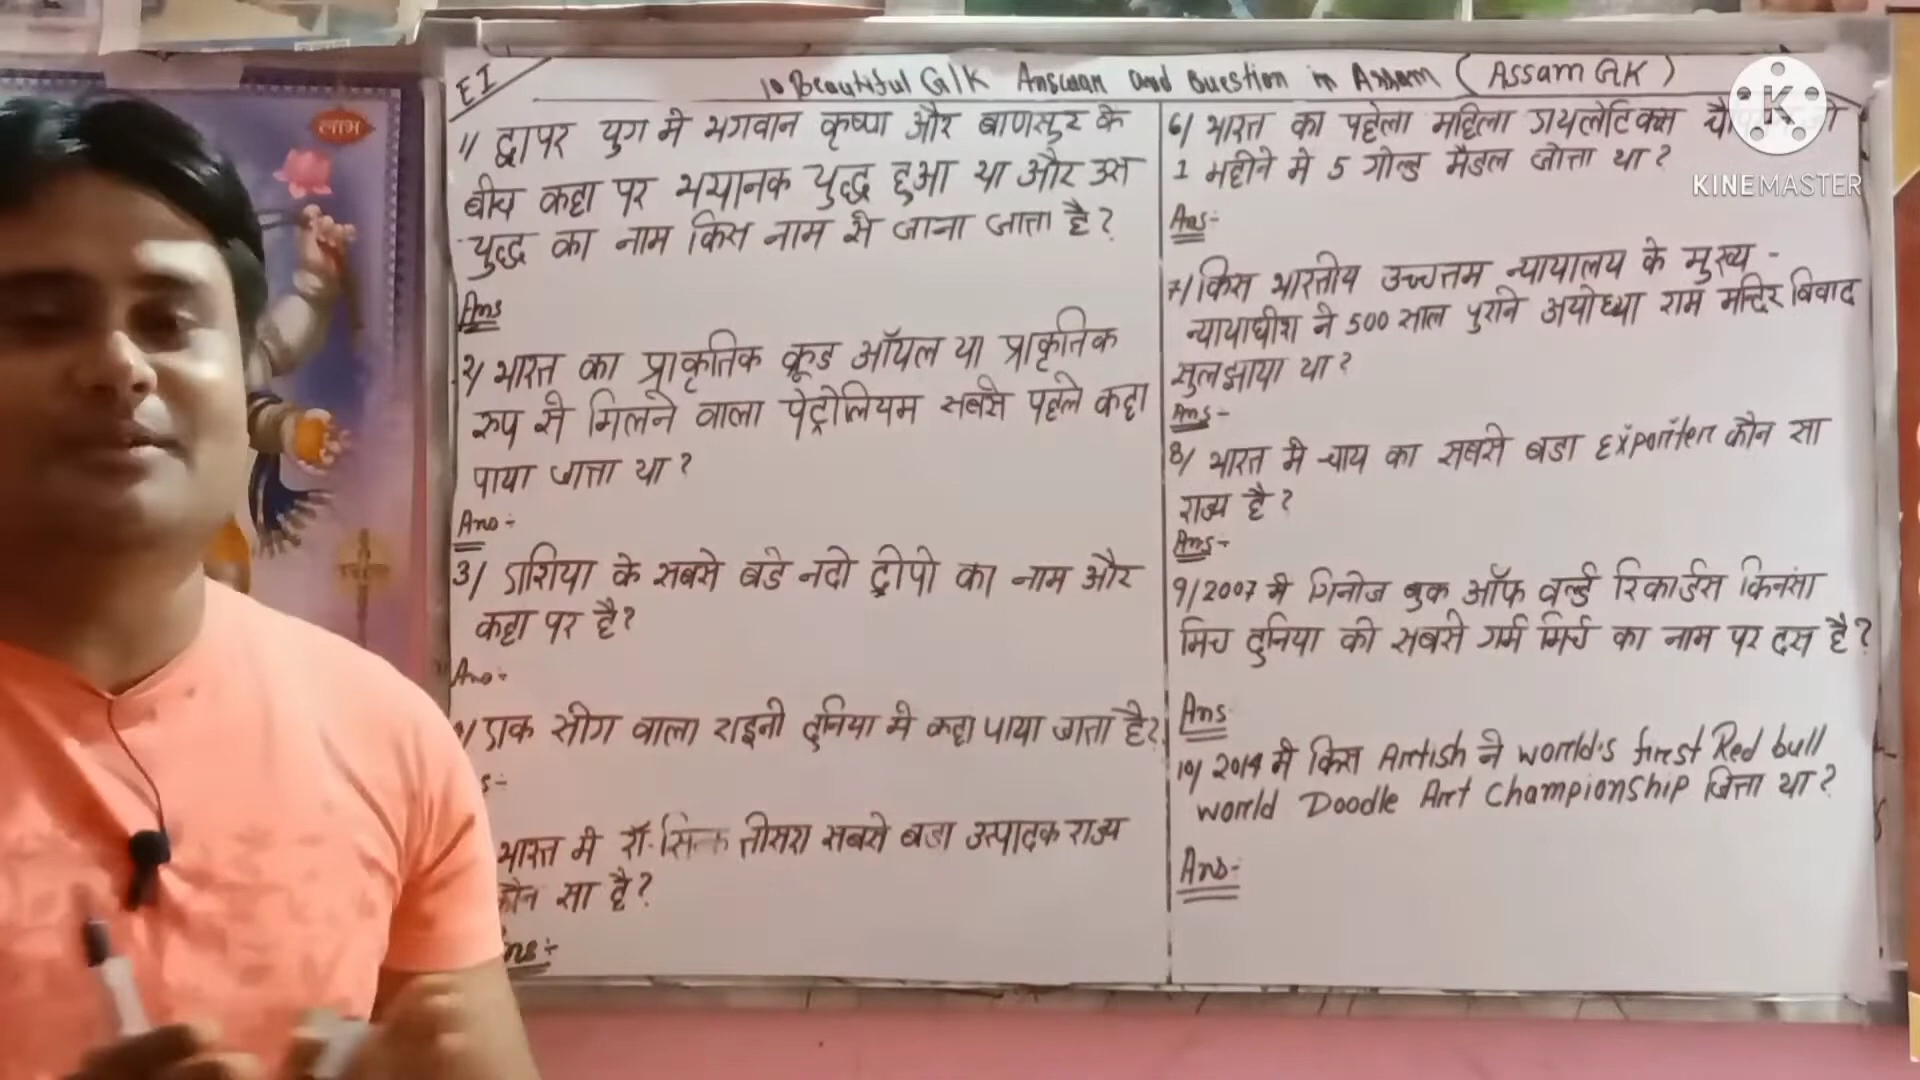 लाभ
E I
10 Beautiful G/K Answar and Question in Assam ( Assam G.K )
1/ द्वापर युग मे भगवान कृष्ण और बाणसुर के
बीच कहा पर भयानक युद्ध हुआ था और उस
युद्ध का नाम किस नाम से जाना जाता है?
Ans
2/ भारत का प्राकृतिक क्रूड ऑयल या प्राकृतिक
रुप से मिलने वाला पेट्रोलियम सबसे पहले कहा
पाया जाता था?
Ans:-
3/ एशिया के सबसे बडे नदी द्वीपो का नाम और
कहा पर है?
Ans:-
एक सींग वाला राइनो दुनिया मे कहा पाया जाता है?
s:-
भारत मे रॉ सिल्क तीसरा सबसे बडा उत्पादक राज्य
कौन सा है?
ns:-
6/ भारत का पहेला महिला एथलेटिक्स
1 महीने मे 5 गोल्ड मैडल जीता था?
Ans:-
7/ किस भारतीय उच्चत्तम न्यायालय के मुख्य -
न्यायाधीश ने 500 साल पुराने अयोध्या राम मन्दिर बिवाद
सुलझाया था?
Ans:-
8/ भारत मे चाय का सबसे बडा Exporter कौन सा
राज्य है?
Ans:-
9/ 2007 मे गिनीज बुक ऑफ वर्ल्ड रिकार्डस किनसा
मिच दुनिया की सबसे गर्म मिर्च का नाम पर दस है?
Ans
10/ 2014 मे किस Artish ने world's first Red bull
world Doodle Art Championship जिता था?
Ans:-
K
KINEMASTER